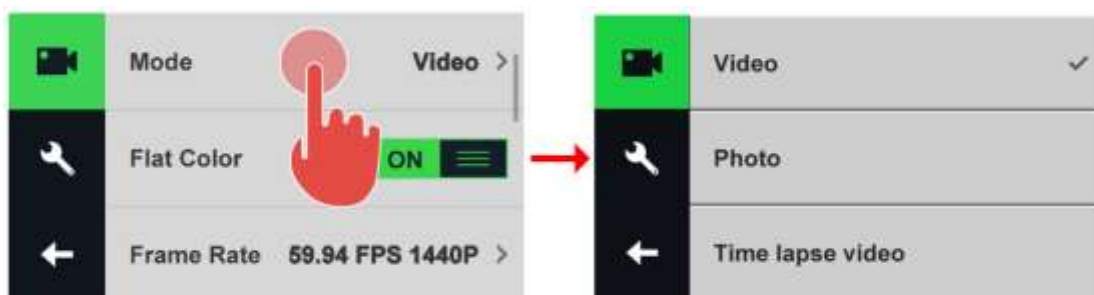 Mode Video >
Flat Color ON
Frame Rate 59.94 FPS 1440P >
Video
Photo
Time lapse video